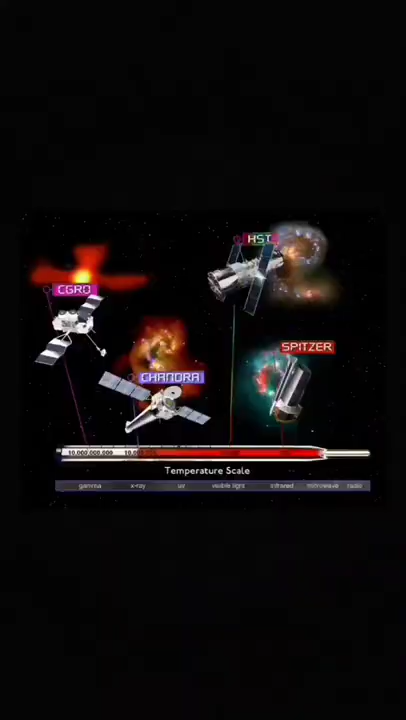 HST
CGRO
SPITZER
CHANDRA
10,000,000,000
Temperature Scale
gamma x-ray uv visible light infrared microwave radio